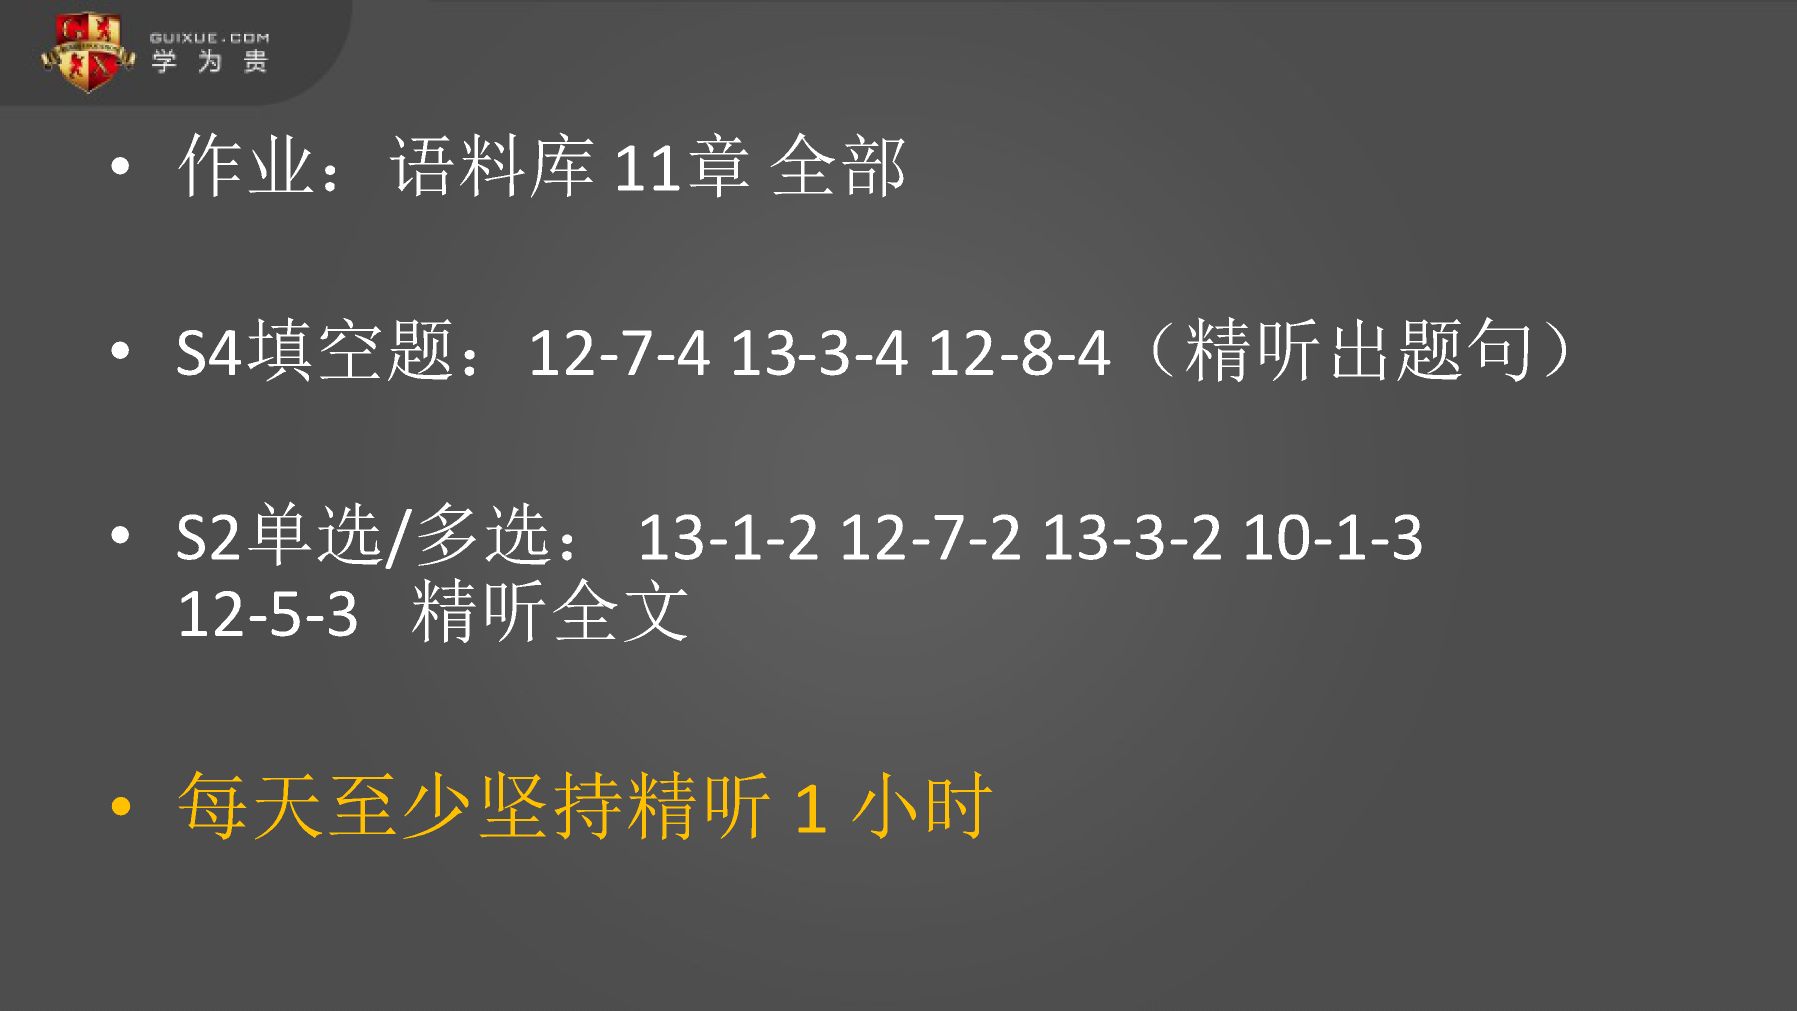 GUIXUE.COM
学为贵
• 作业：语料库 11章 全部
• S4填空题：12-7-4 13-3-4 12-8-4（精听出题句）
• S2单选/多选： 13-1-2 12-7-2 13-3-2 10-1-3
12-5-3 精听全文
• 每天至少坚持精听 1 小时